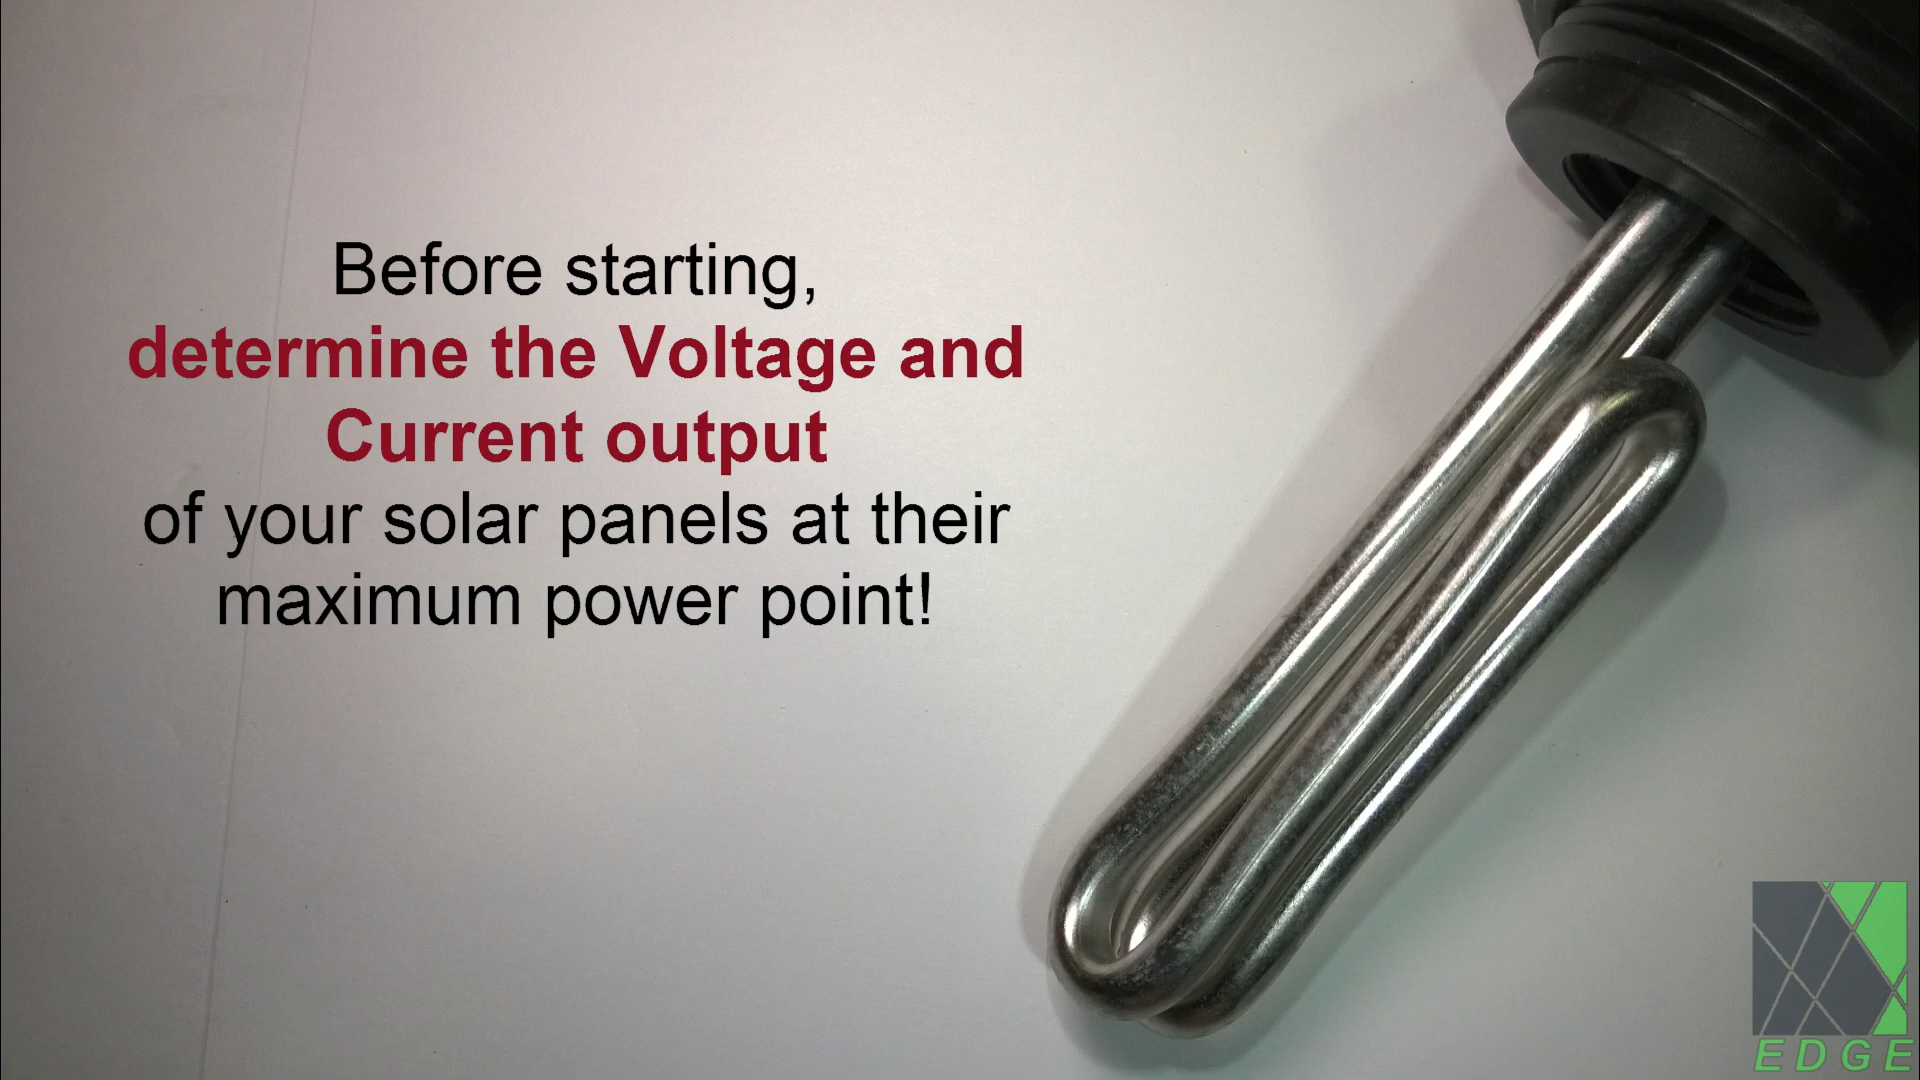 Before starting,
determine the Voltage and
Current output
of your solar panels at their
maximum power point!
EDGE